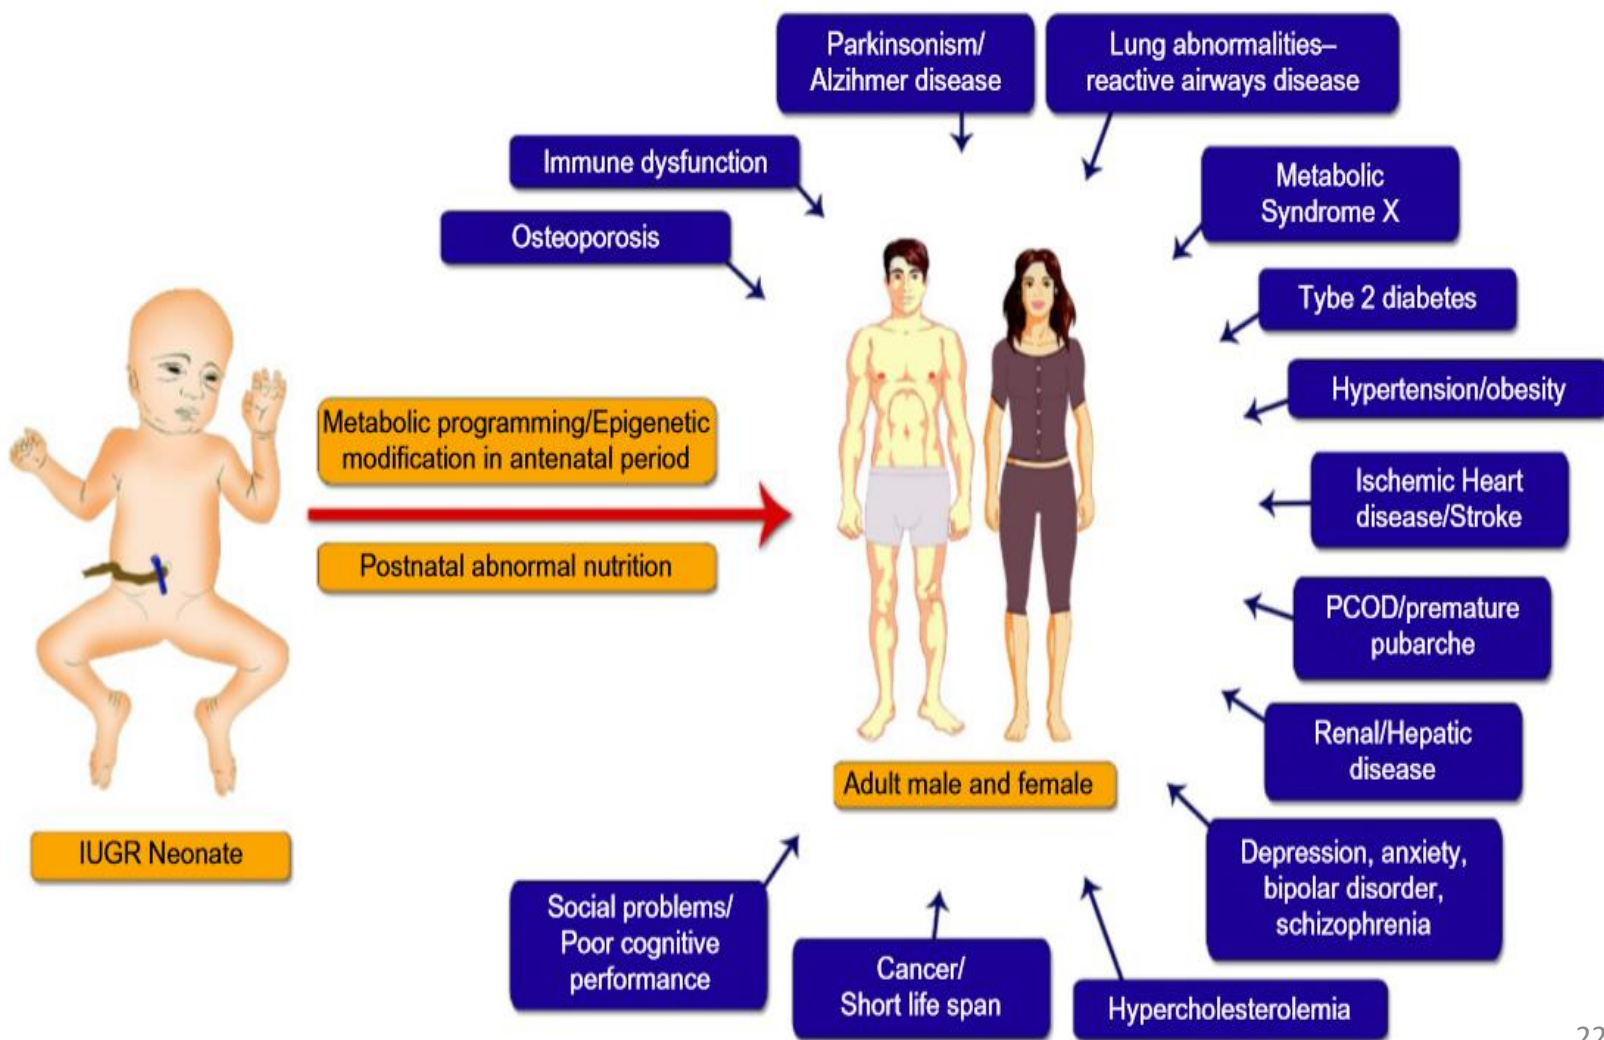 Parkinsonism/
Alzihmer disease
Lung abnormalities–
reactive airways disease
Immune dysfunction
Metabolic
Syndrome X
Osteoporosis
Tybe 2 diabetes
Hypertension/obesity
Metabolic programming/Epigenetic
modification in antenatal period
Ischemic Heart
disease/Stroke
Postnatal abnormal nutrition
PCOD/premature
pubarche
Renal/Hepatic
disease
Adult male and female
IUGR Neonate
Depression, anxiety,
bipolar disorder,
schizophrenia
Social problems/
Poor cognitive
performance
Cancer/
Short life span
Hypercholesterolemia
22